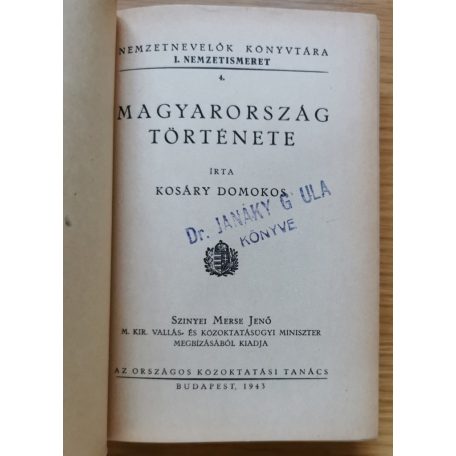 NEMZETNEVELŐK KÖNYVTÁRA
I. NEMZETISMERET
4.
MAGYARORSZÁG
TÖRTÉNETE
ÍRTA
KOSÁRY DOMOKOS
Dr. JANÁKY G ULA
KÖNYVE
SZINYEI MERSE JENŐ
M. KIR. VALLÁS- ÉS KÖZOKTATÁSÜGYI MINISZTER
MEGBÍZÁSÁBÓL KIADJA
AZ ORSZÁGOS KÖZOKTATÁSI TANÁCS
BUDAPEST, 1943